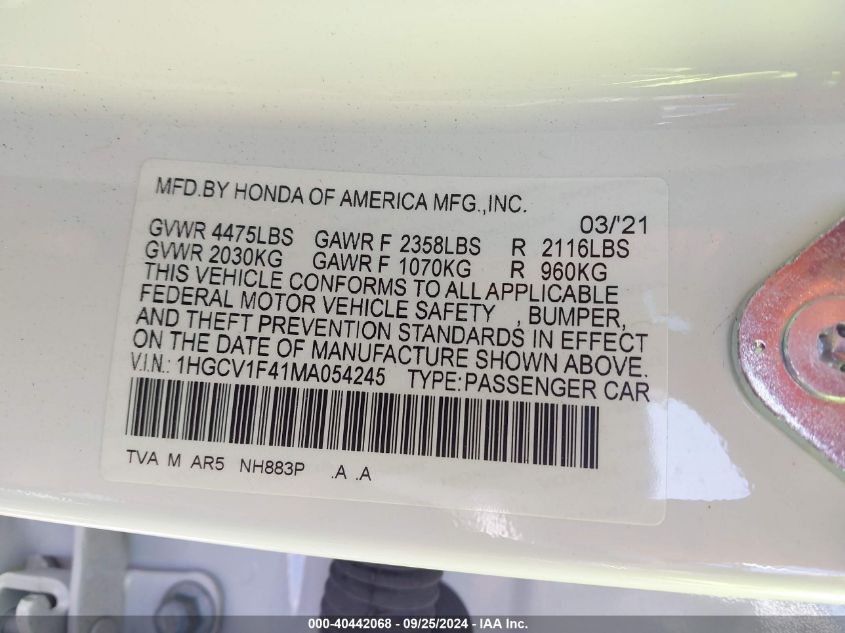 MFD.BY HONDA OF AMERICA MFG.,INC.
03/'21
GVWR 4475LBS GAWR F 2358LBS R 2116LBS
GVWR 2030KG GAWR F 1070KG R 960KG
THIS VEHICLE CONFORMS TO ALL APPLICABLE
FEDERAL MOTOR VEHICLE SAFETY , BUMPER,
AND THEFT PREVENTION STANDARDS IN EFFECT
ON THE DATE OF MANUFACTURE SHOWN ABOVE.
V.I.N.: 1HGCV1F41MA054245 TYPE:PASSENGER CAR
TVA M AR5 NH883P .A .A
000-40442068 - 09/25/2024 - IAA Inc.